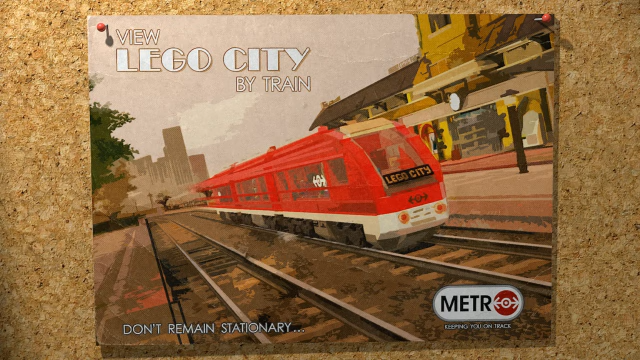 VIEW
LEGO CITY
BY TRAIN
LEGO CITY
METRO
KEEPING YOU ON TRACK
DON'T REMAIN STATIONARY...